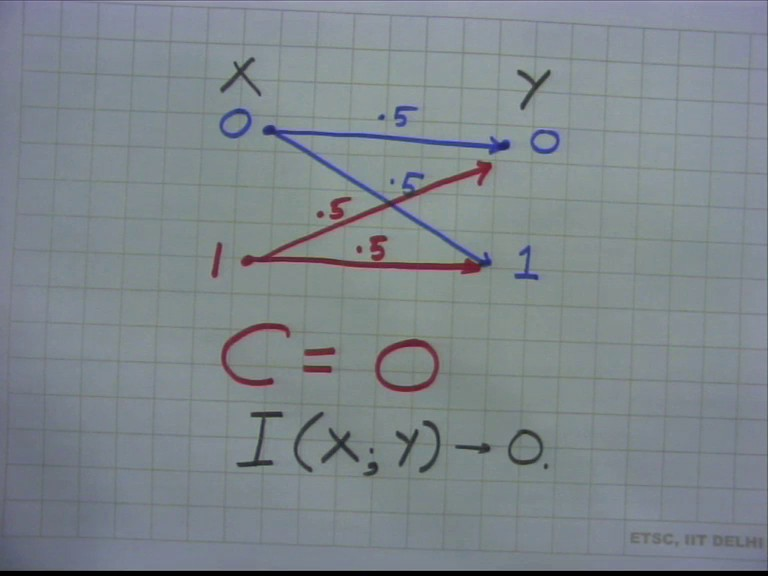 X Y
0 .5 0
.5
.5
1 .5 1
C = 0
I(X;Y) → 0.
ETSC, IIT DELHI